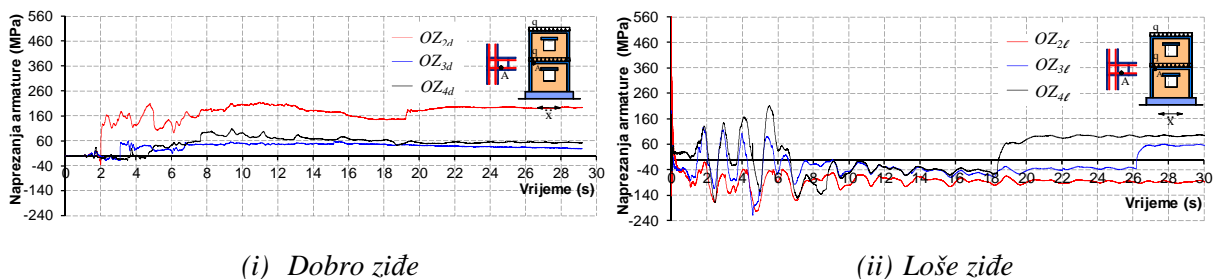 Naprezanja armature (MPa)
560
460
360
260
160
60
-40
-140
-240
0 2 4 6 8 10 12 14 16 18 20 22 24 26 28 30
Vrijeme (s)
OZ2d
OZ3d
OZ4d
A
q
q
A
x
(i) Dobro ziđe
Naprezanja armature (MPa)
560
460
360
260
160
60
-40
-140
-240
0 2 4 6 8 10 12 14 16 18 20 22 24 26 28 30
Vrijeme (s)
OZ2ℓ
OZ3ℓ
OZ4ℓ
A
q
q
A
x
(ii) Loše ziđe